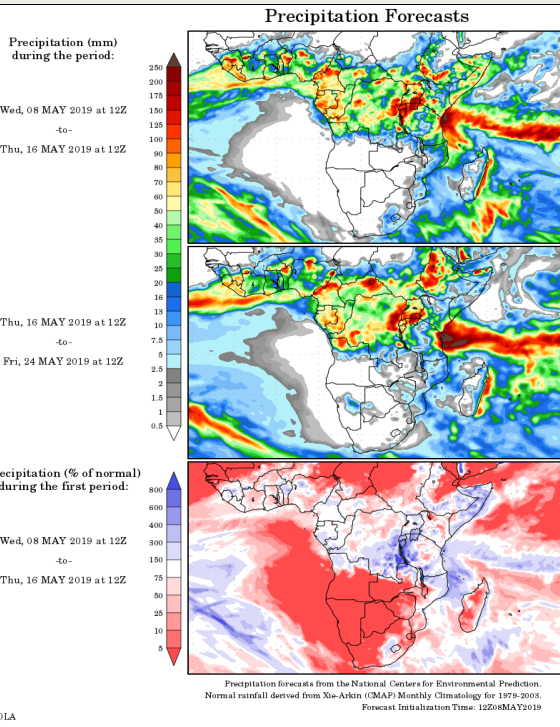 Precipitation Forecasts
Precipitation (mm)
during the period:
Wed, 08 MAY 2019 at 12Z
-to-
Thu, 16 MAY 2019 at 12Z
250
200
175
150
125
100
90
80
70
60
50
40
35
30
25
20
16
13
10
7.5
5
2.5
2
1.5
1
0.5
Thu, 16 MAY 2019 at 12Z
-to-
Fri, 24 MAY 2019 at 12Z
ecipitation (% of normal)
during the first period:
Wed, 08 MAY 2019 at 12Z
-to-
Thu, 16 MAY 2019 at 12Z
800
600
400
300
150
75
50
25
10
5
Precipitation forecasts from the National Centers for Environmental Prediction.
Normal rainfall derived from Xie-Arkin (CMAP) Monthly Climatology for 1979-2003.
Forecast Initialization Time: 12Z08MAY2019
OLA